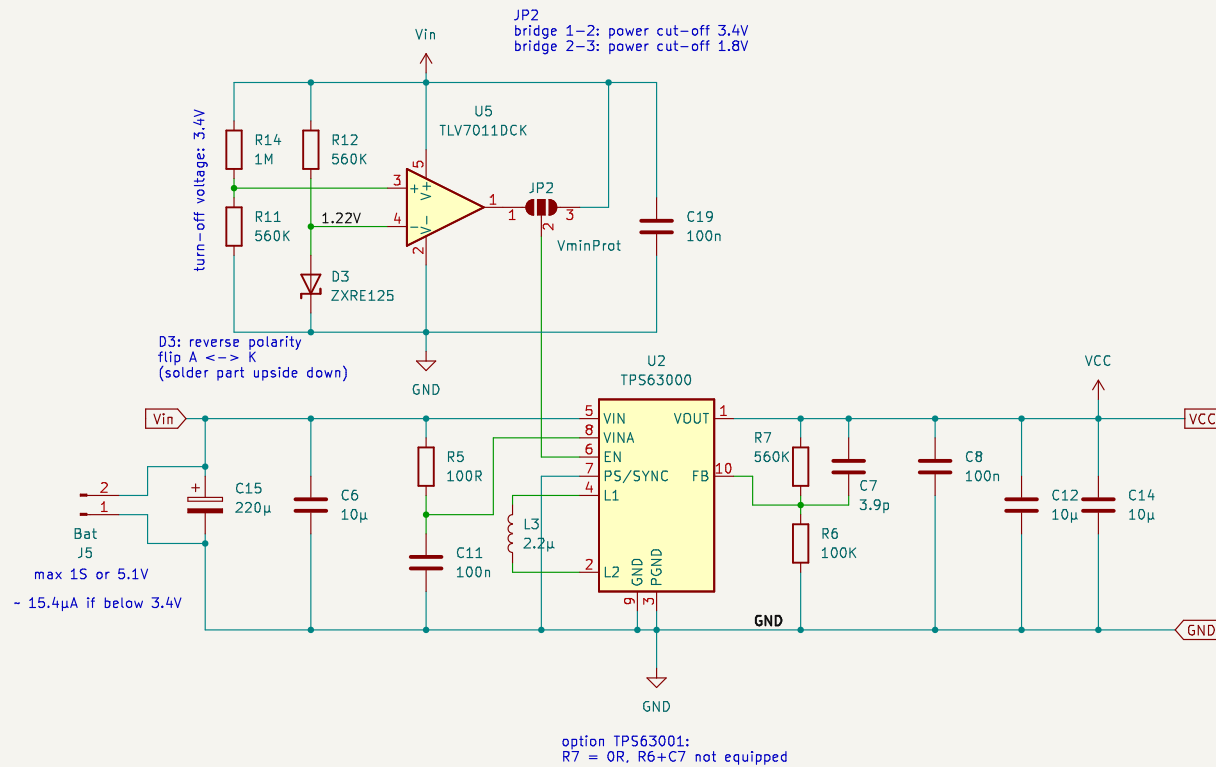 JP2
bridge 1-2: power cut-off 3.4V
bridge 2-3: power cut-off 1.8V
Vin
U5
TLV7011DCK
turn-off voltage: 3.4V
R14
1M
R12
560K
5
3
+
V+
1
JP2
1
3
2
R11
560K
1.22V
4
-
V-
2
VminProt
C19
100n
D3
ZXRE125
D3: reverse polarity
flip A <-> K
(solder part upside down)
GND
U2
TPS63000
VCC
Vin
5
VIN
VOUT
1
VCC
8
VINA
6
EN
7
PS/SYNC
FB
10
4
L1
2
L2
GND
PGND
9
3
R5
100R
R7
560K
C7
3.9p
C8
100n
2
1
Bat
J5
+
C15
220µ
C6
10µ
L3
2.2µ
C12
10µ
C14
10µ
C11
100n
R6
100K
max 1S or 5.1V
~ 15.4µA if below 3.4V
GND
GND
GND
option TPS63001:
R7 = 0R, R6+C7 not equipped